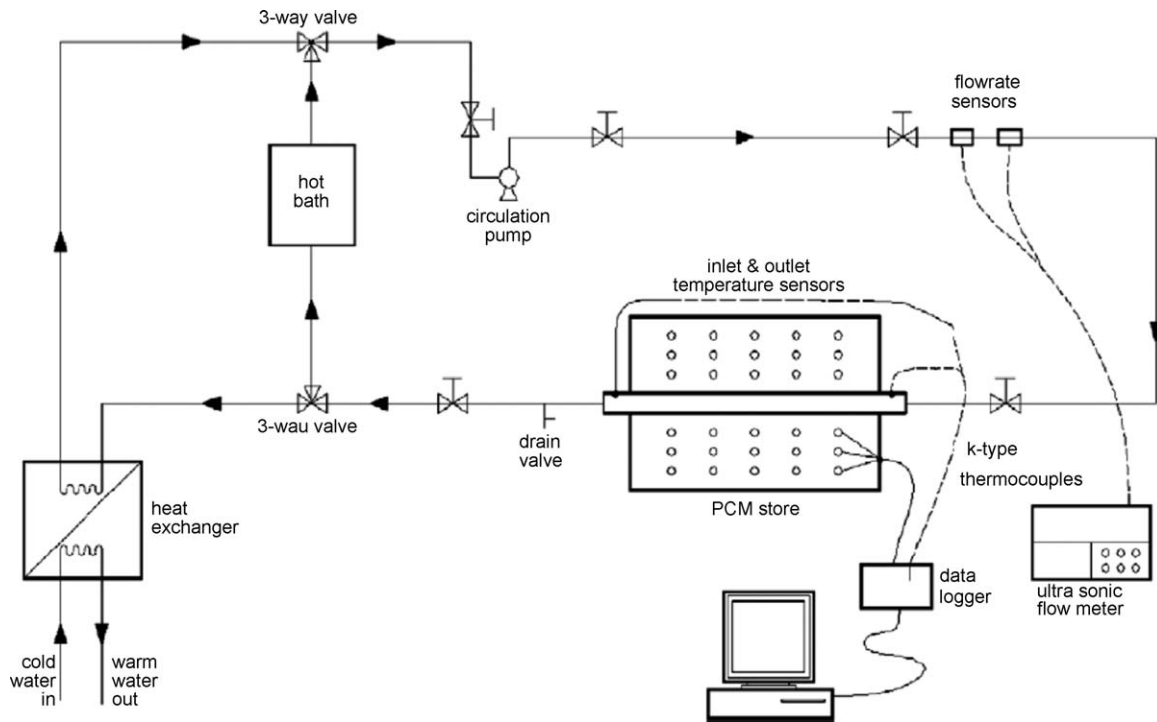 3-way valve
flowrate
sensors
hot
bath
circulation
pump
inlet & outlet
temperature sensors
3-wau valve
drain
valve
k-type
thermocouples
PCM store
heat
exchanger
data
logger
ultra sonic
flow meter
cold
water
in
warm
water
out